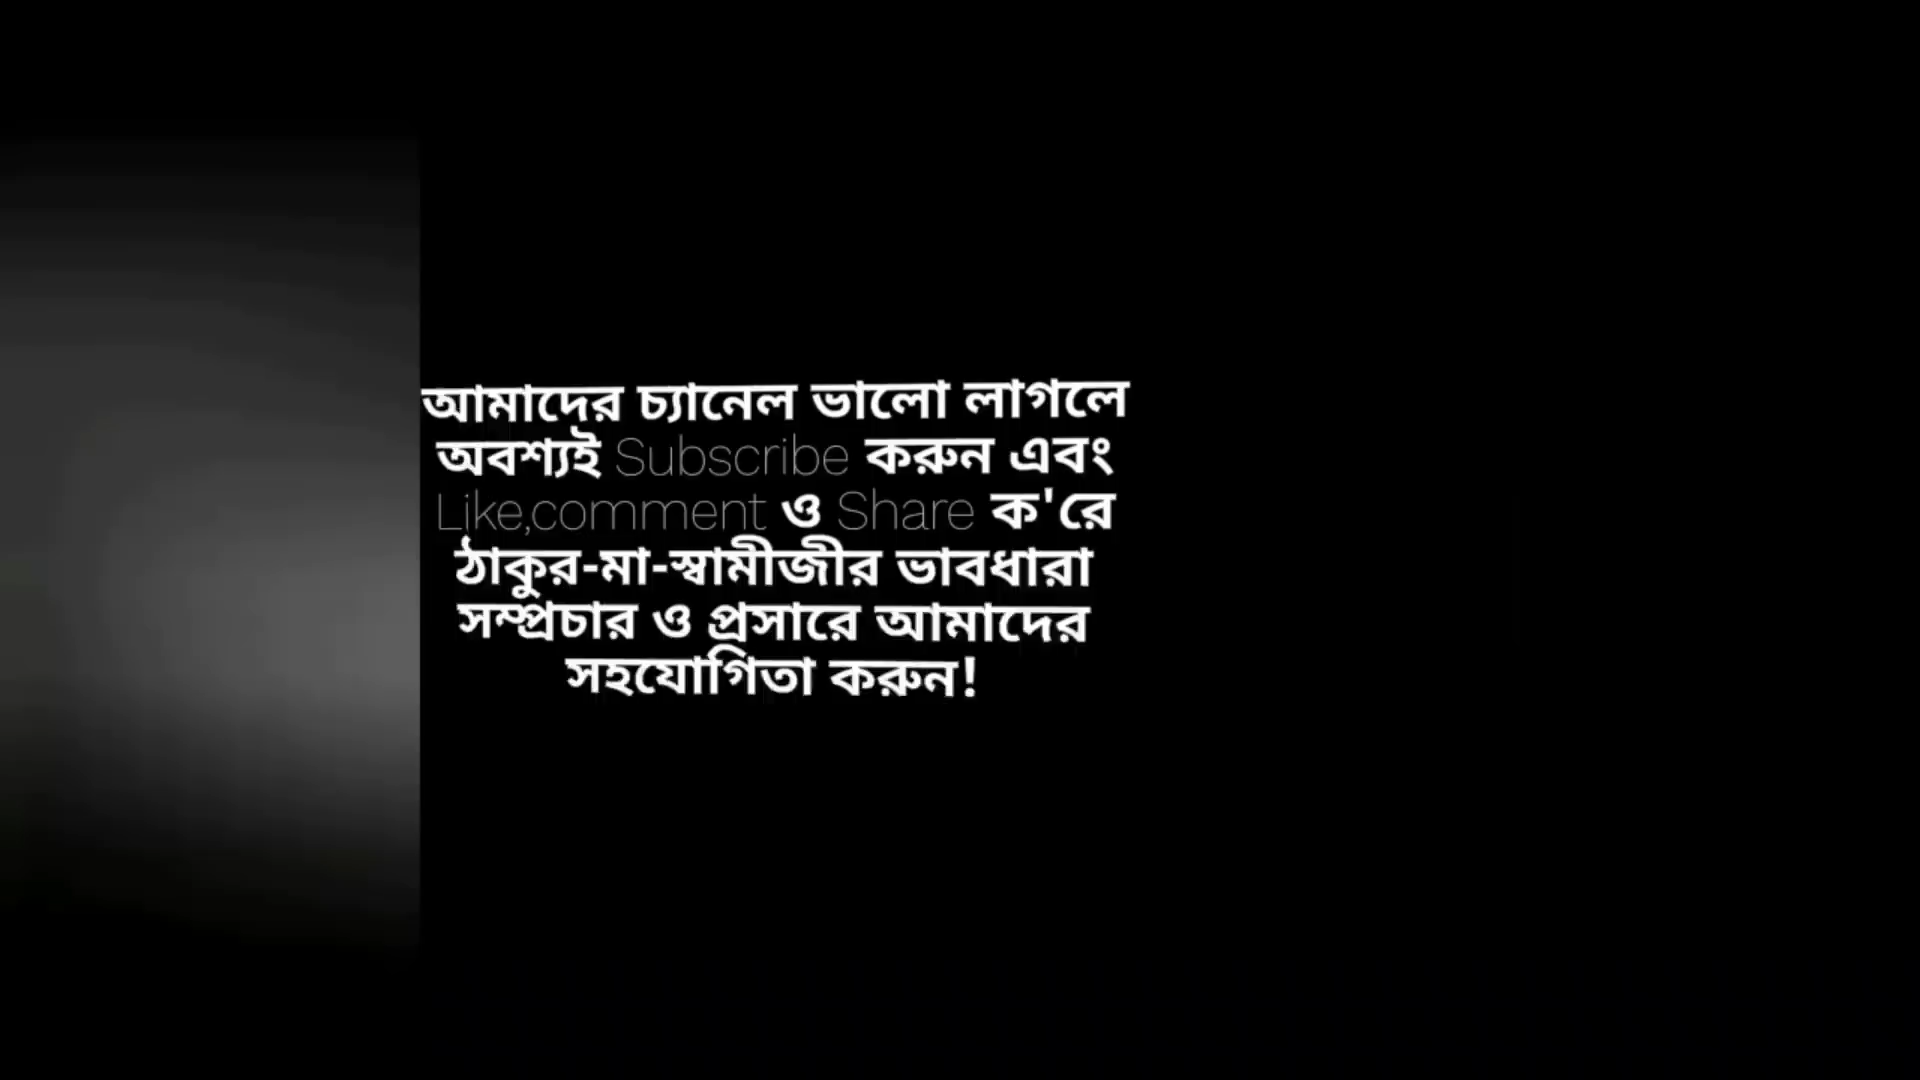 আমাদের চ্যানেল ভালো লাগলে
অবশ্যই Subscribe করুন এবং
Like,comment ও Share ক'রে
ঠাকুর-মা-স্বামীজীর ভাবধারা
সম্প্রচার ও প্রসারে আমাদের
সহযোগিতা করুন!